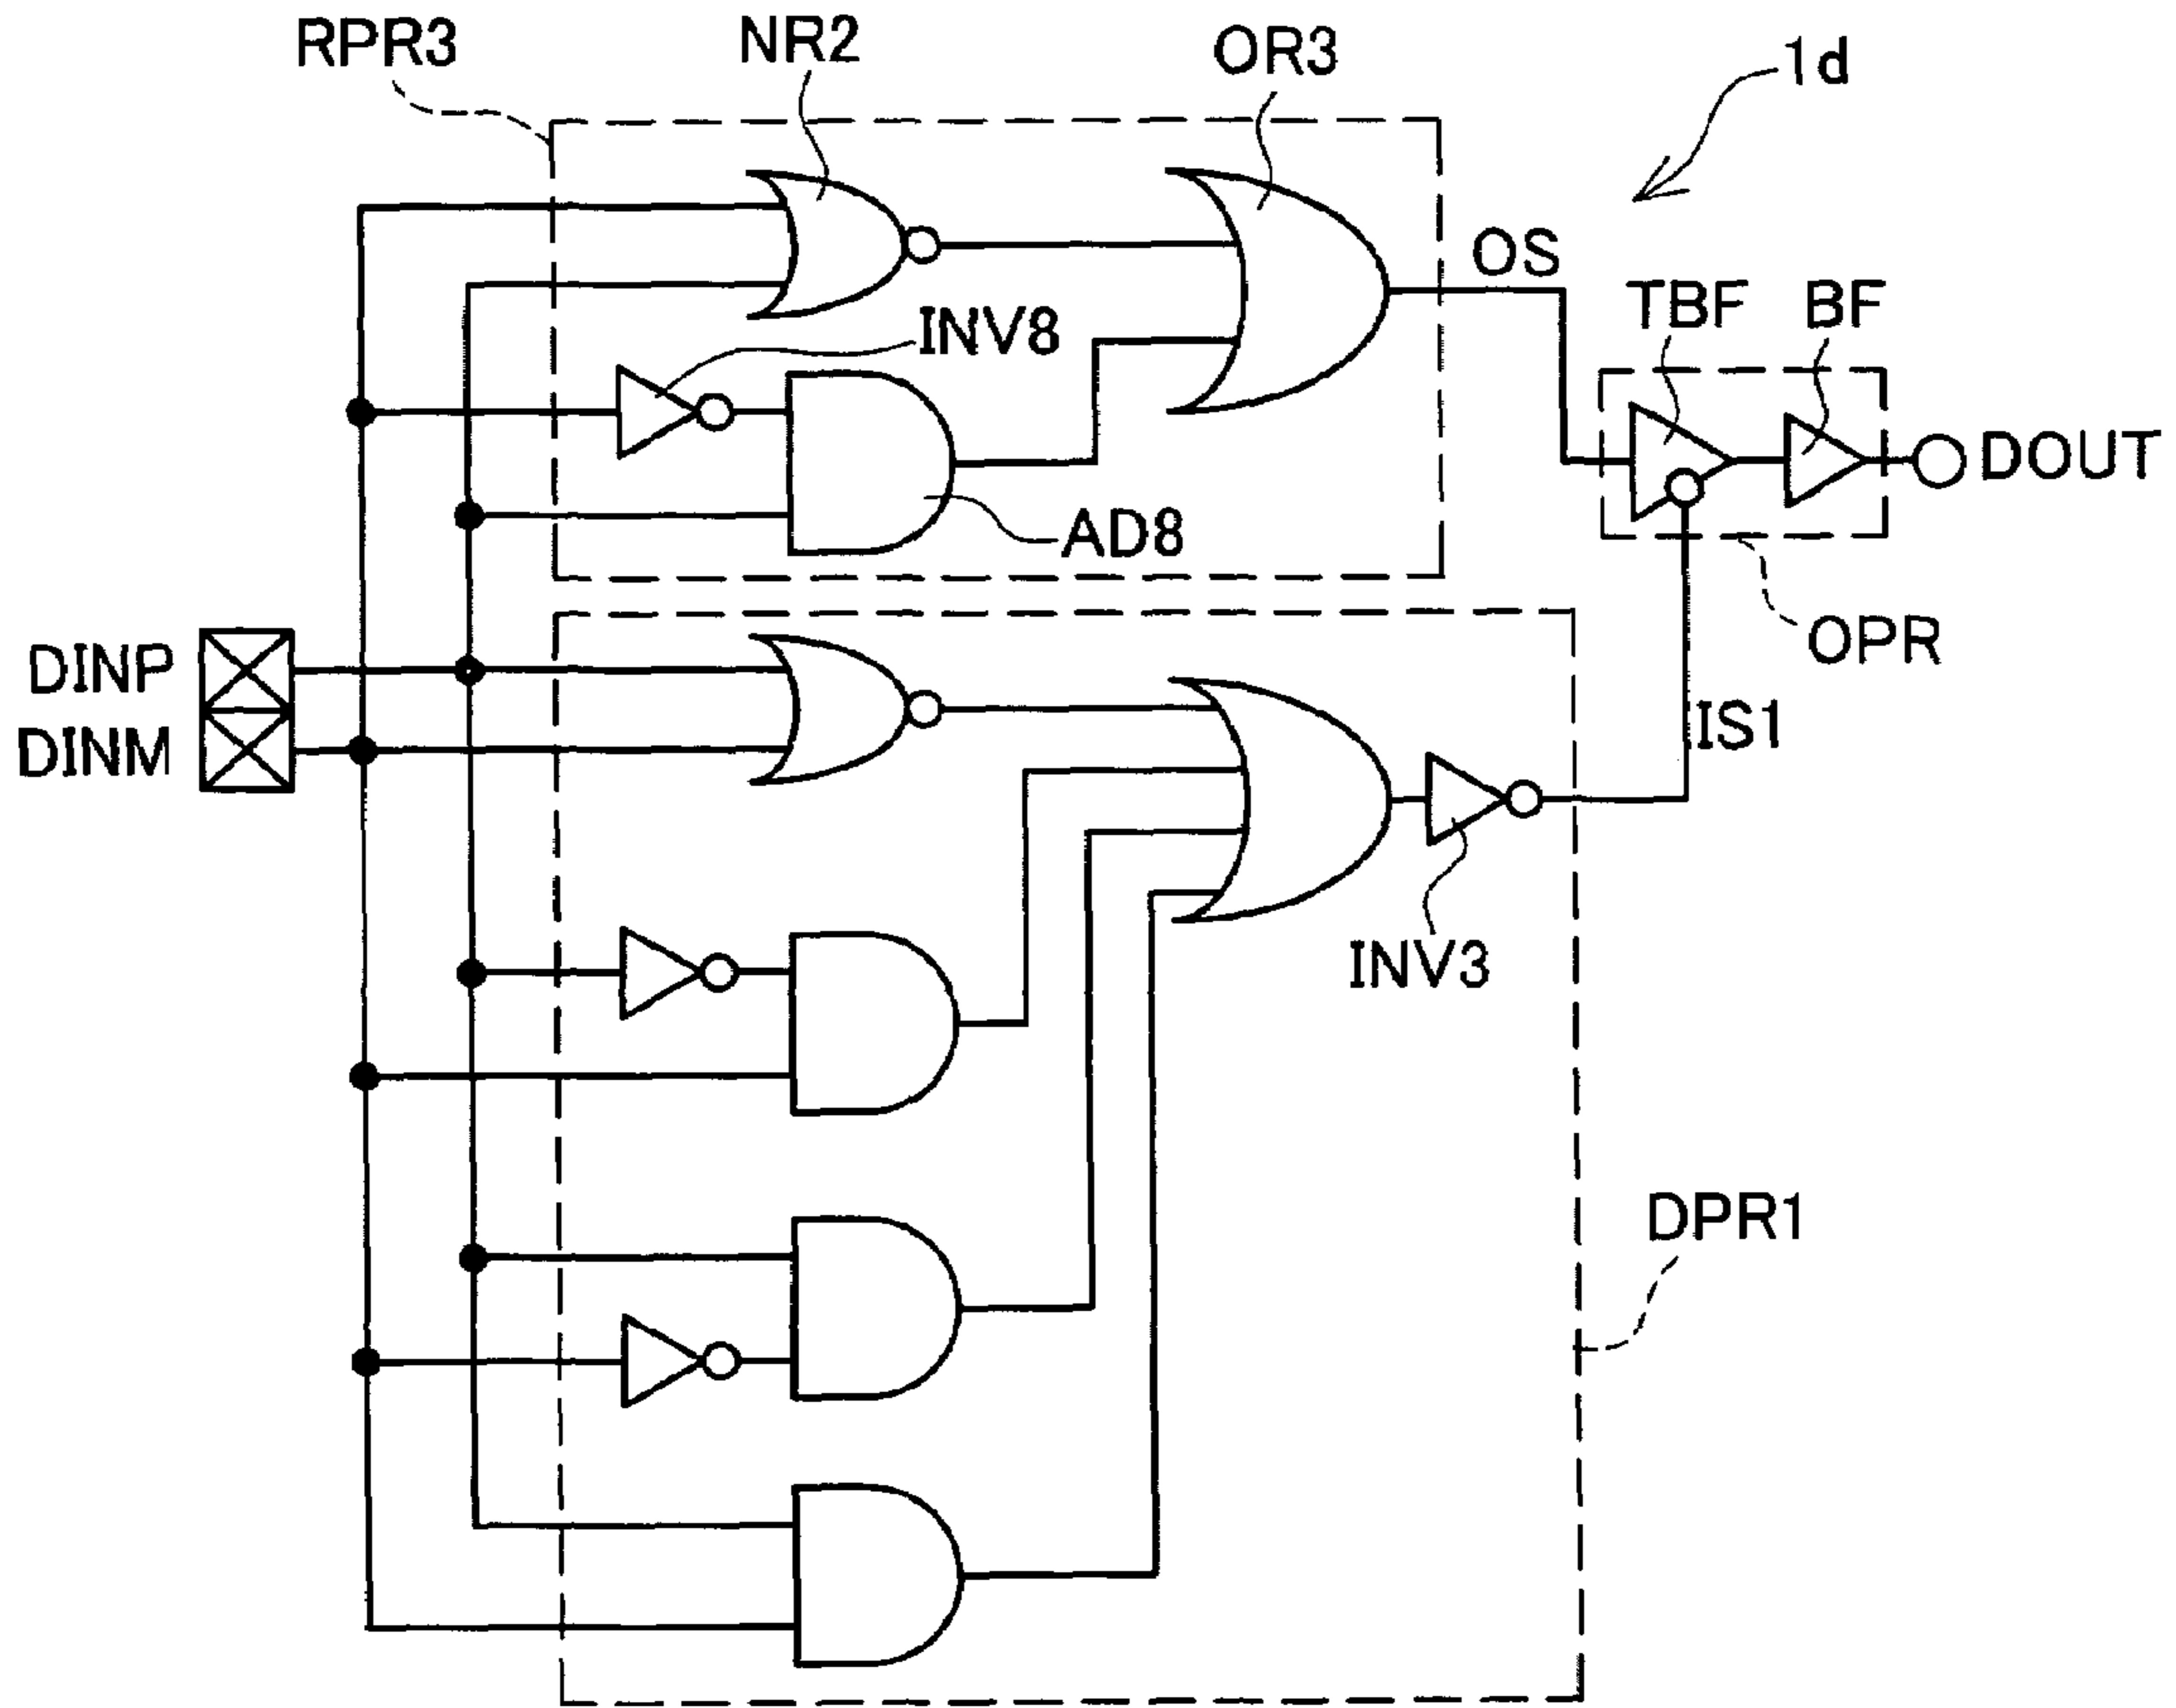 RPR3
NR2
OR3
1d
OS
INV8
TBF
BF
AD8
DOUT
DINP
OPR
DINM
IS1
INV3
DPR1